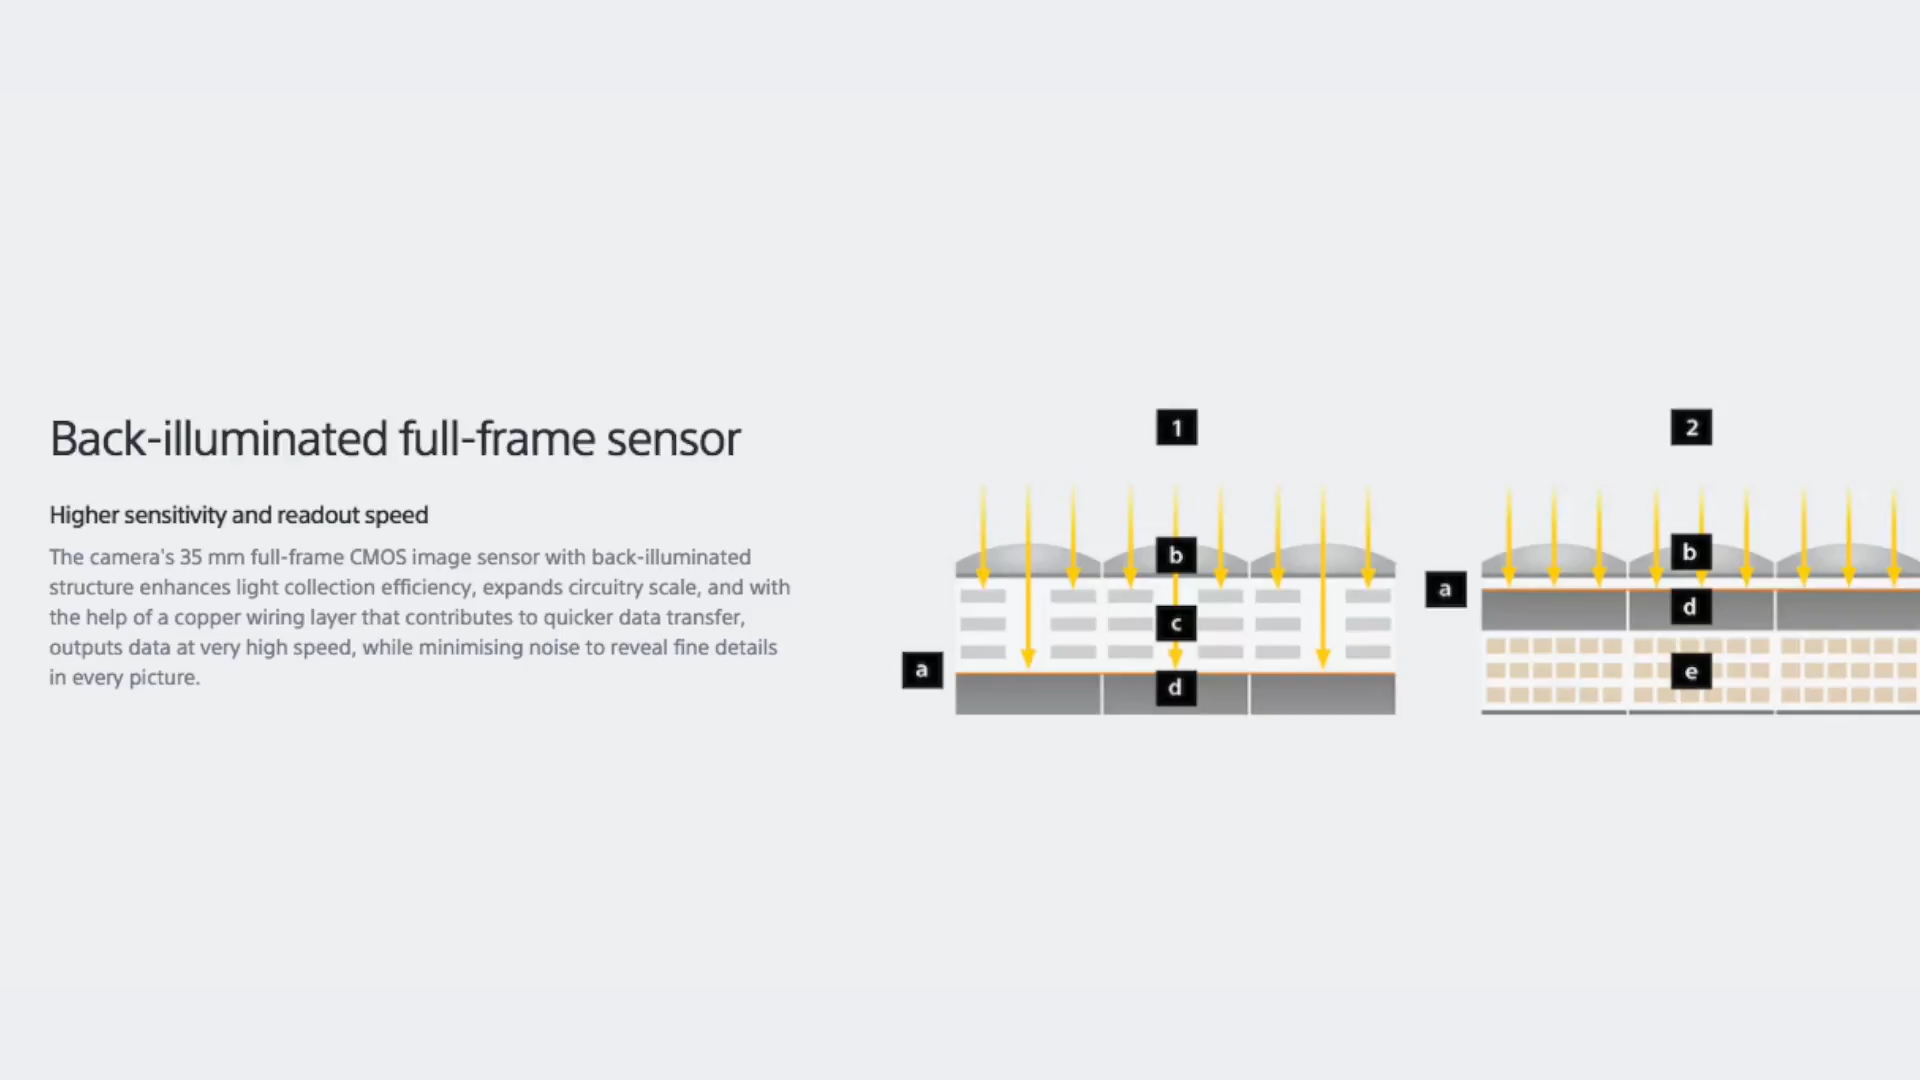 Back-illuminated full-frame sensor
Higher sensitivity and readout speed
The camera's 35 mm full-frame CMOS image sensor with back-illuminated
structure enhances light collection efficiency, expands circuitry scale, and with
the help of a copper wiring layer that contributes to quicker data transfer,
outputs data at very high speed, while minimising noise to reveal fine details
in every picture.
1
b
c
a
d
2
b
a
d
e